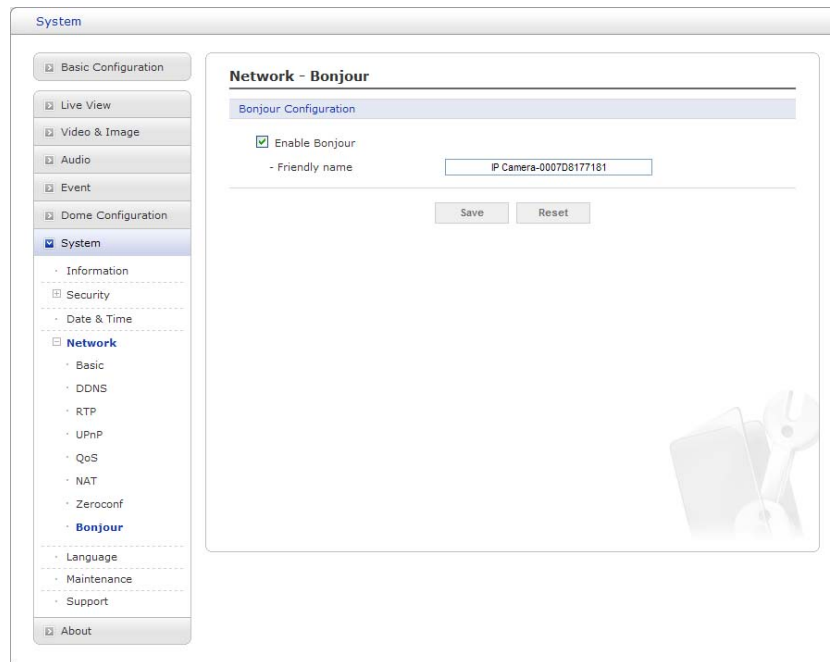 System
Basic Configuration
Live View
Video & Image
Audio
Event
Dome Configuration
System
Information
Security
Date & Time
Network
Basic
DDNS
RTP
UPnP
QoS
NAT
Zeroconf
Bonjour
Language
Maintenance
Support
About
Network - Bonjour
Bonjour Configuration
Enable Bonjour
- Friendly name IP Camera-0007D8177181
Save Reset